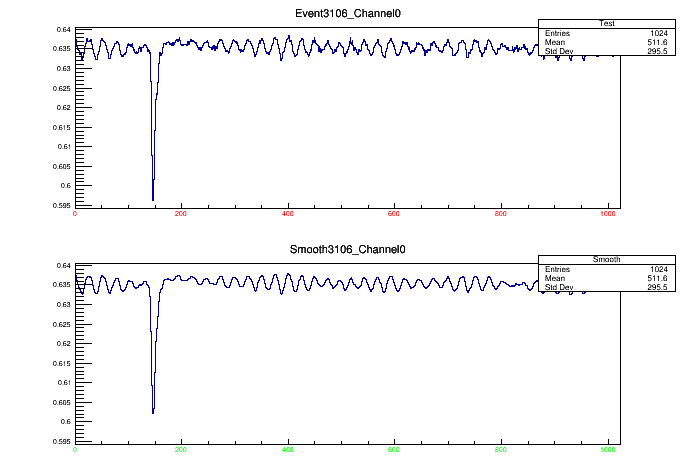 Event3106_Channel0
Test
Entries 1024
Mean 511.6
Std Dev 295.5
0.64
0.635
0.63
0.625
0.62
0.615
0.61
0.605
0.6
0.595
0 200 400 600 800 1000
Smooth3106_Channel0
Smooth
Entries 1024
Mean 511.6
Std Dev 295.5
0.64
0.635
0.63
0.625
0.62
0.615
0.61
0.605
0.6
0.595
0 200 400 600 800 1000